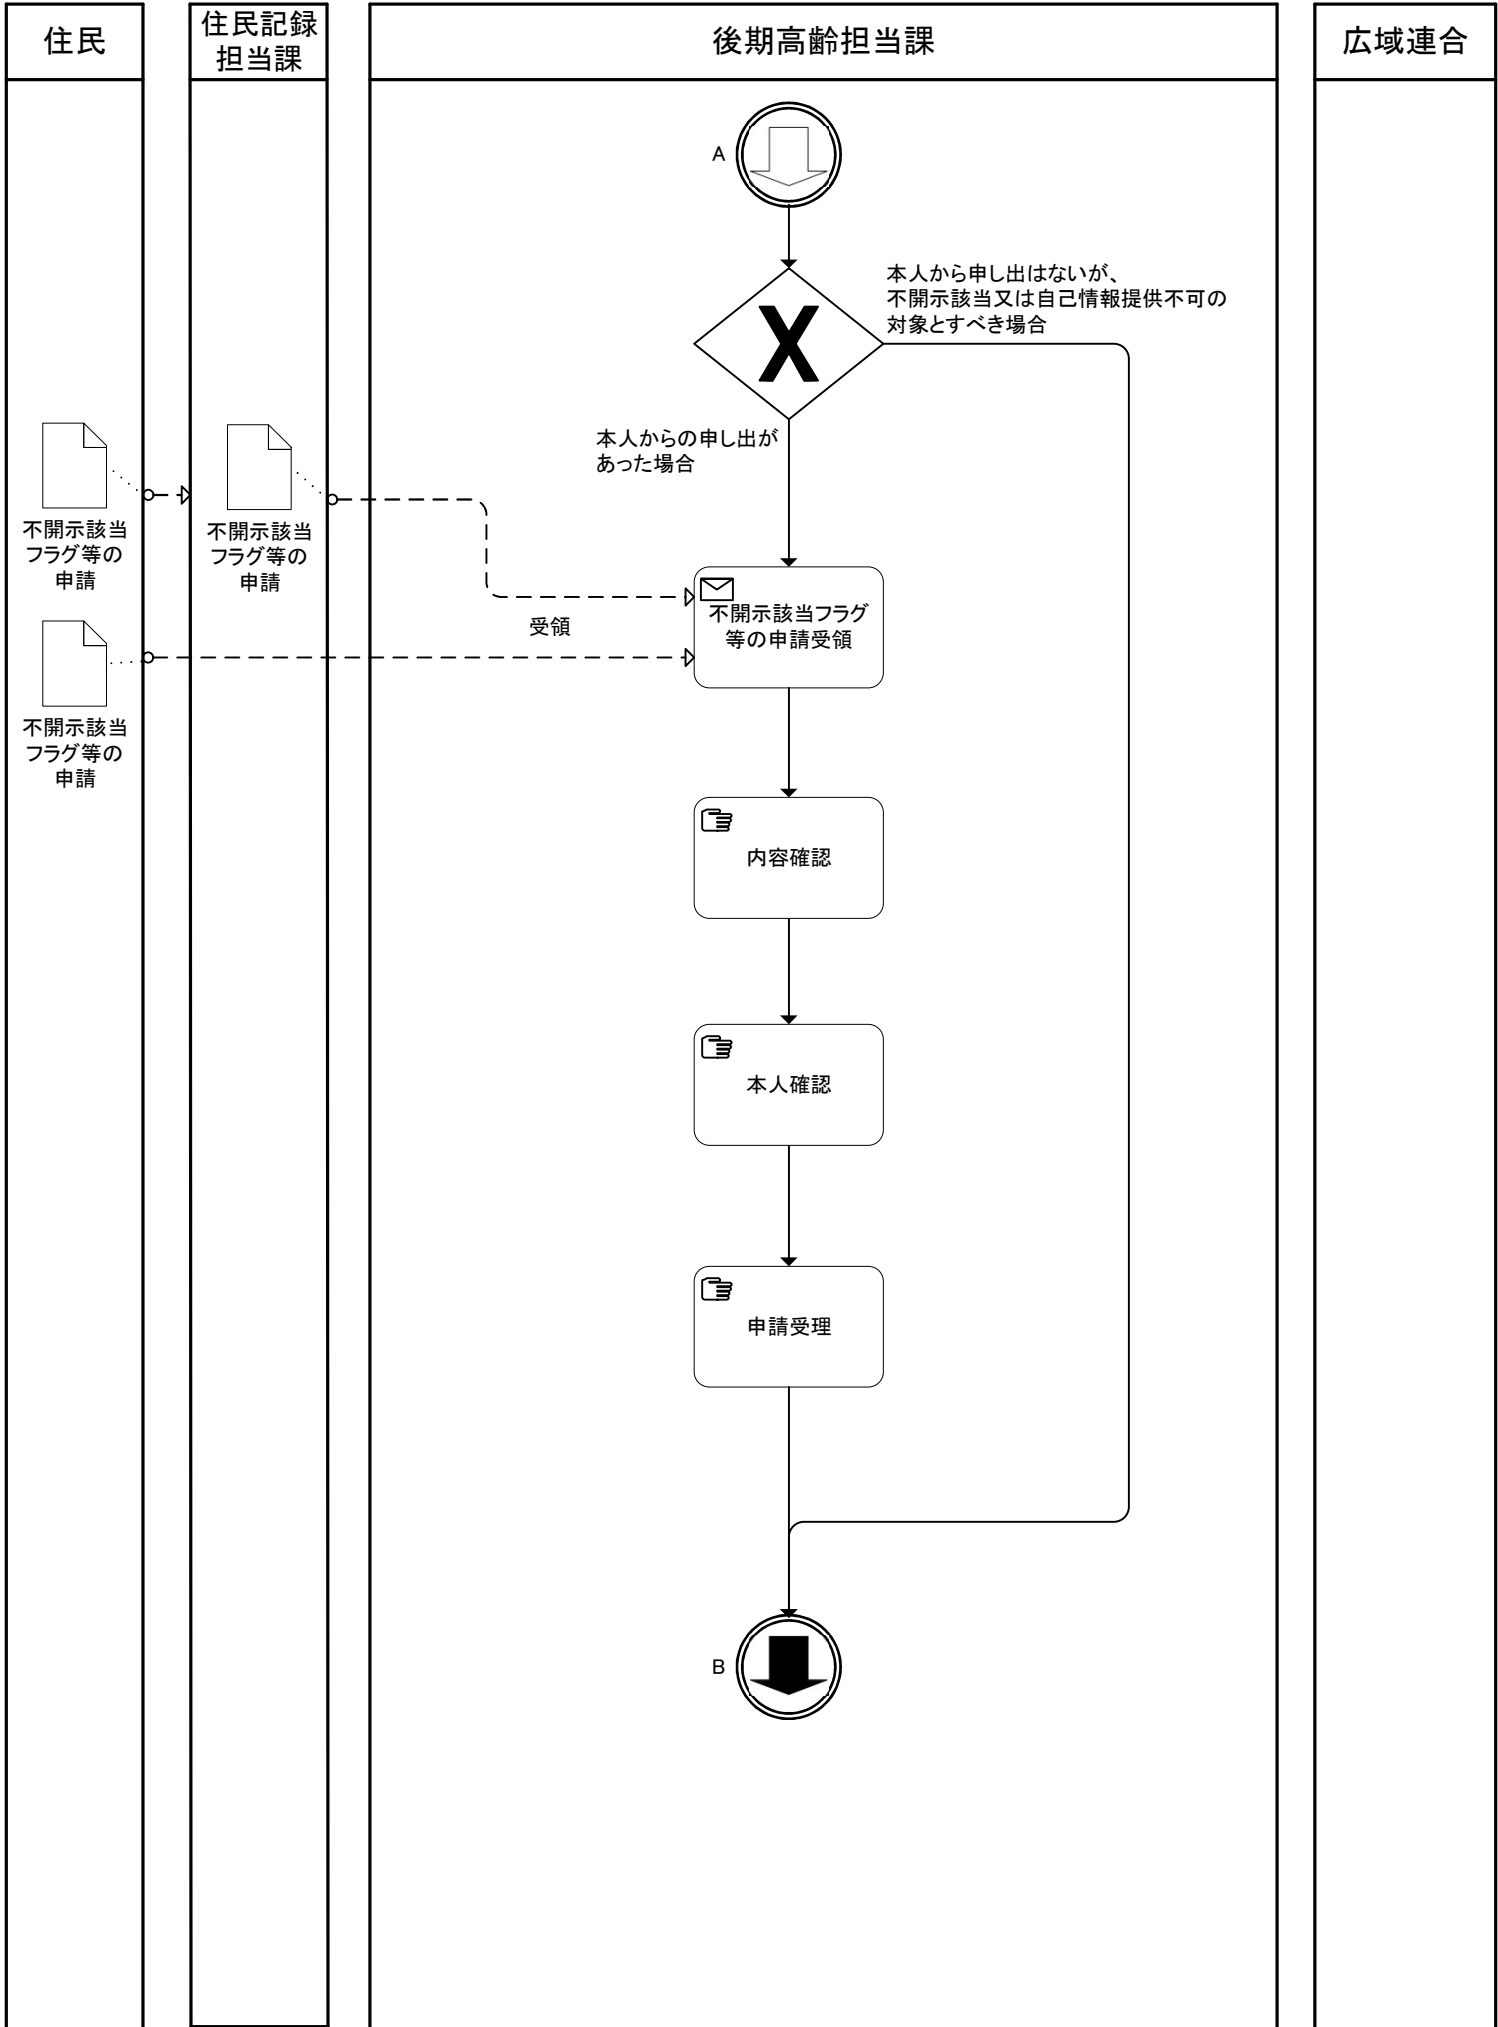 住民
住民記録
担当課
後期高齢担当課
広域連合
A
本人から申し出はないが、
不開示該当又は自己情報提供不可の
対象とすべき場合
X
本人からの申し出が
あった場合
不開示該当
フラグ等の
申請
不開示該当
フラグ等の
申請
受領
不開示該当フラグ
等の申請受領
不開示該当
フラグ等の
申請
内容確認
本人確認
申請受理
B